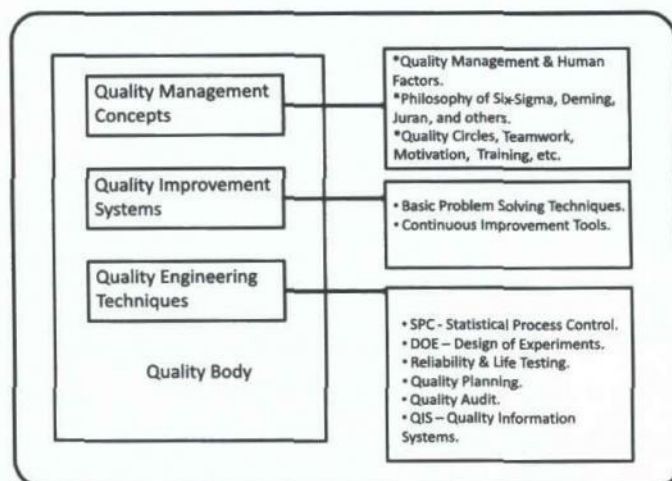 Quality Management
Concepts
*Quality Management & Human
Factors.
*Philosophy of Six-Sigma, Deming,
Juran, and others.
*Quality Circles, Teamwork,
Motivation, Training, etc.
Quality Improvement
Systems
• Basic Problem Solving Techniques.
• Continuous Improvement Tools.
Quality Engineering
Techniques
• SPC - Statistical Process Control.
• DOE – Design of Experiments.
• Reliability & Life Testing.
• Quality Planning.
• Quality Audit.
• QIS – Quality Information
Systems.
Quality Body